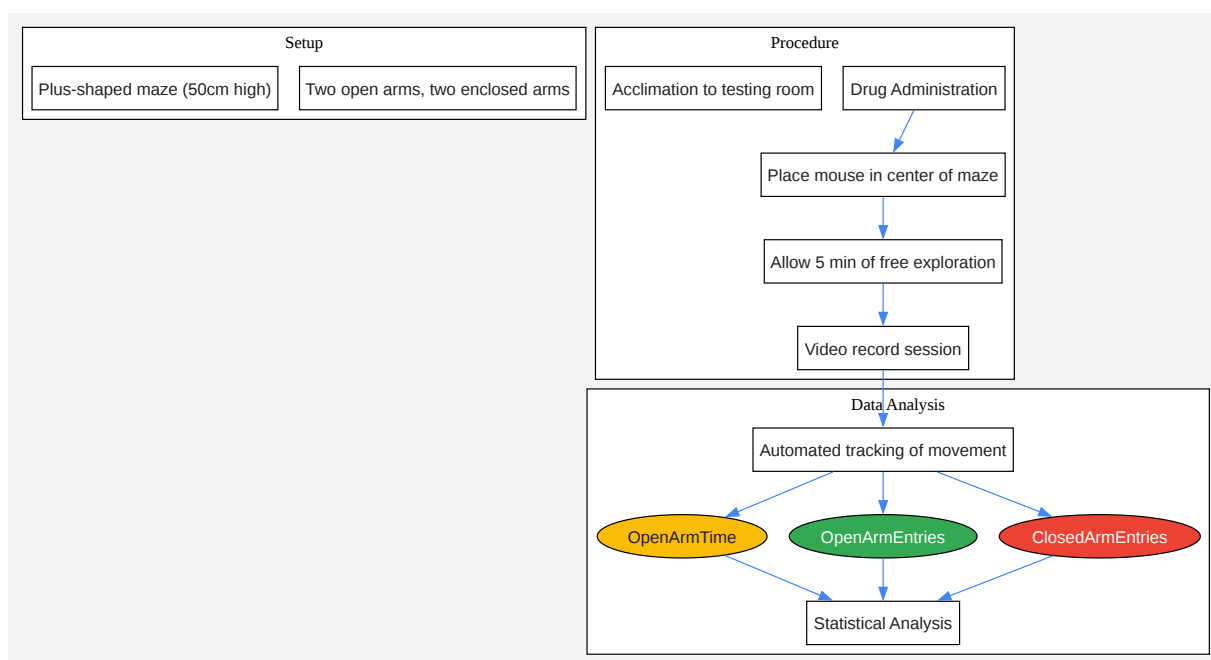 Setup
Plus-shaped maze (50cm high)
Two open arms, two enclosed arms
Procedure
Acclimation to testing room
Drug Administration
Place mouse in center of maze
Allow 5 min of free exploration
Video record session
Data Analysis
Automated tracking of movement
OpenArmTime
OpenArmEntries
ClosedArmEntries
Statistical Analysis